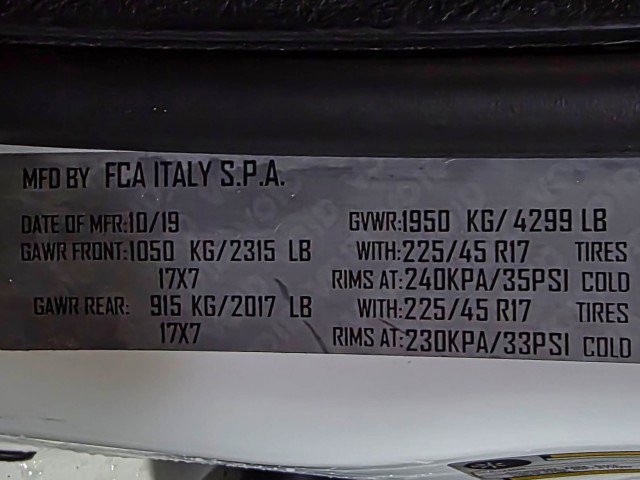 MFD BY FCA ITALY S.P.A.
DATE OF MFR:10/19 GVWR:1950 KG/4299 LB
GAWR FRONT:1050 KG/2315 LB WITH:225/45 R17 TIRES
17X7 RIMS AT:240KPA/35PSI COLD
GAWR REAR: 915 KG/2017 LB WITH:225/45 R17 TIRES
17X7 RIMS AT:230KPA/33PSI COLD